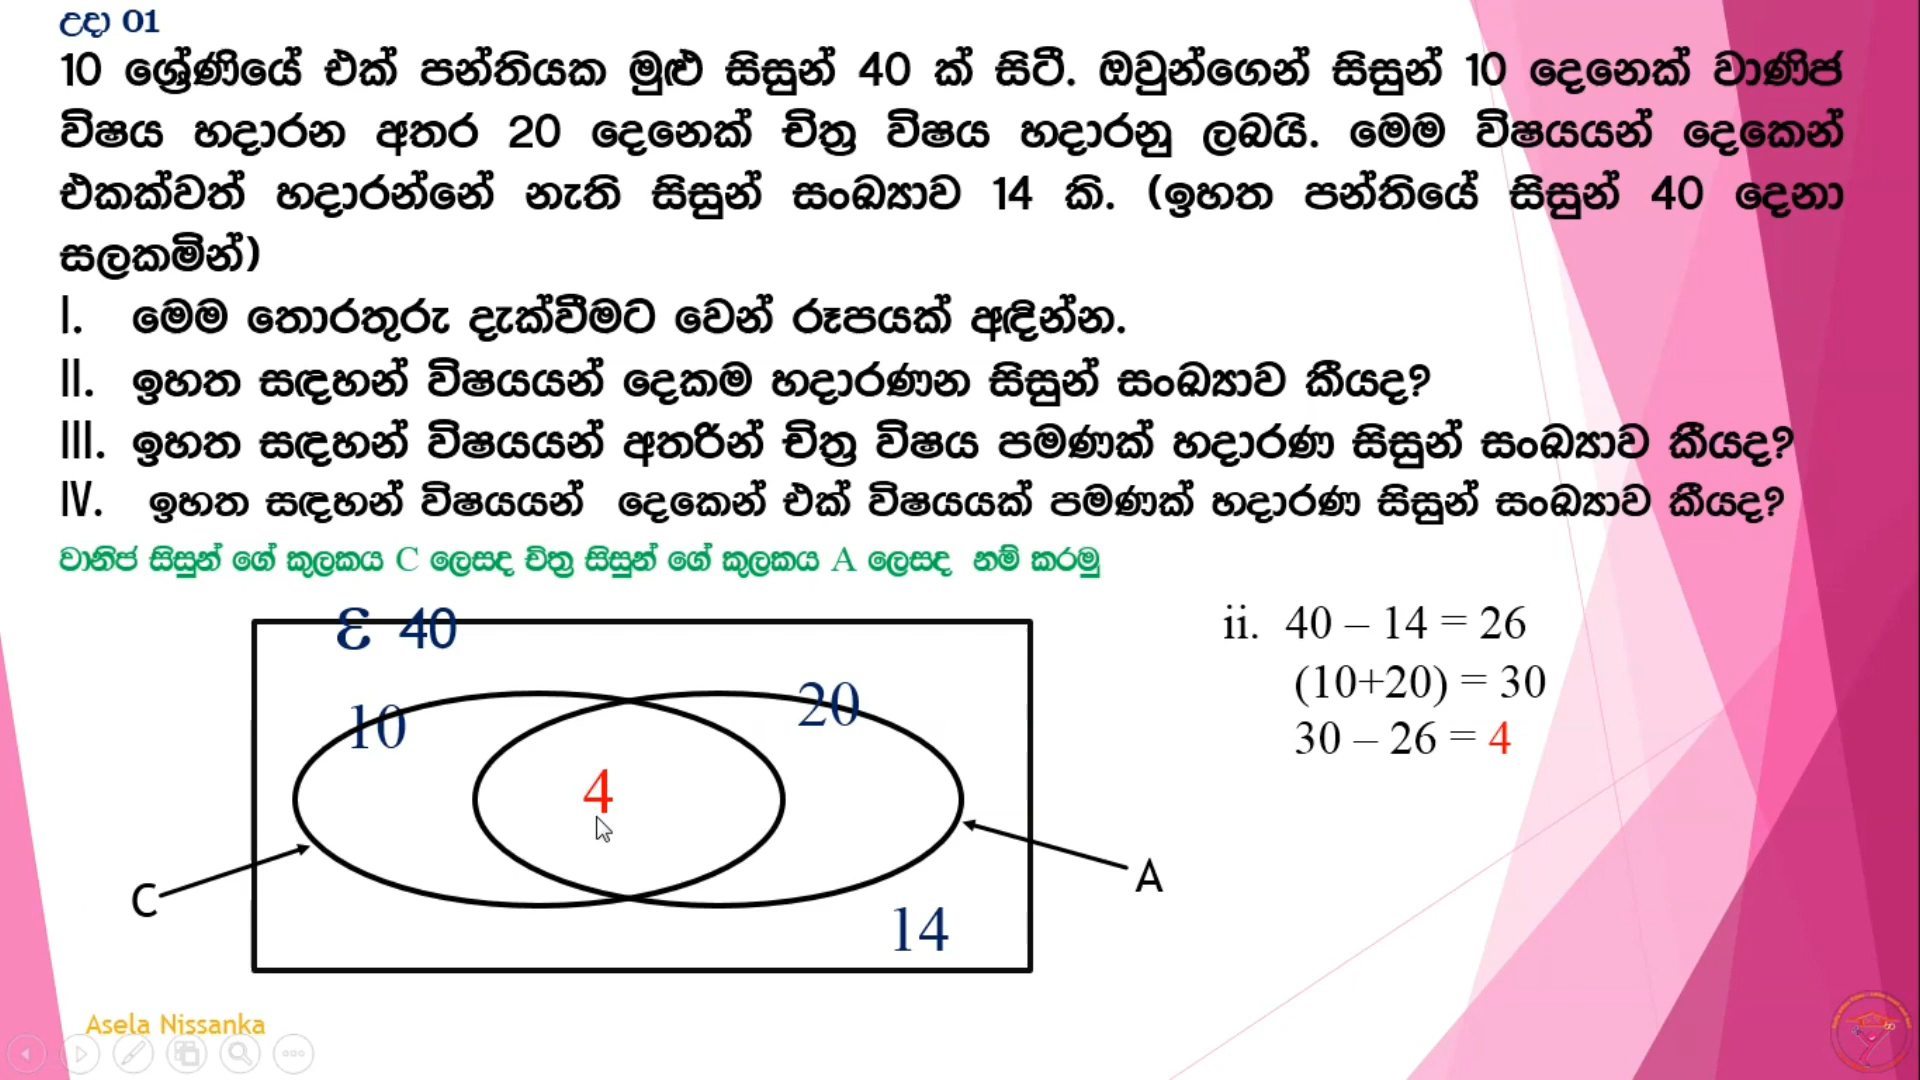 උදා 01
10 ශ්‍රේණියේ එක් පන්තියක මුළු සිසුන් 40 ක් සිටී. ඔවුන්ගෙන් සිසුන් 10 දෙනෙක් වාණිජ
විෂය හදාරන අතර 20 දෙනෙක් චිත්‍ර විෂය හදාරනු ලබයි. මෙම විෂයයන් දෙකෙන්
එකක්වත් හදාරන්නේ නැති සිසුන් සංඛ්‍යාව 14 කි. (ඉහත පන්තියේ සිසුන් 40 දෙනා
සලකමින්)
I. මෙම තොරතුරු දැක්වීමට වෙන් රූපයක් අඳින්න.
II. ඉහත සඳහන් විෂයයන් දෙකම හදාරණන සිසුන් සංඛ්‍යාව කීයද?
III. ඉහත සඳහන් විෂයයන් අතරින් චිත්‍ර විෂය පමණක් හදාරණ සිසුන් සංඛ්‍යාව කීයද?
IV. ඉහත සඳහන් විෂයයන් දෙකෙන් එක් විෂයයක් පමණක් හදාරණ සිසුන් සංඛ්‍යාව කීයද?
වානිජ සිසුන් ගේ කුලකය C ලෙසද චිත්‍ර සිසුන් ගේ කුලකය A ලෙසද නම් කරමු
ε 40
10
20
4
C
A
14
ii. 40 – 14 = 26
(10+20) = 30
30 – 26 = 4
Asela Nissanka